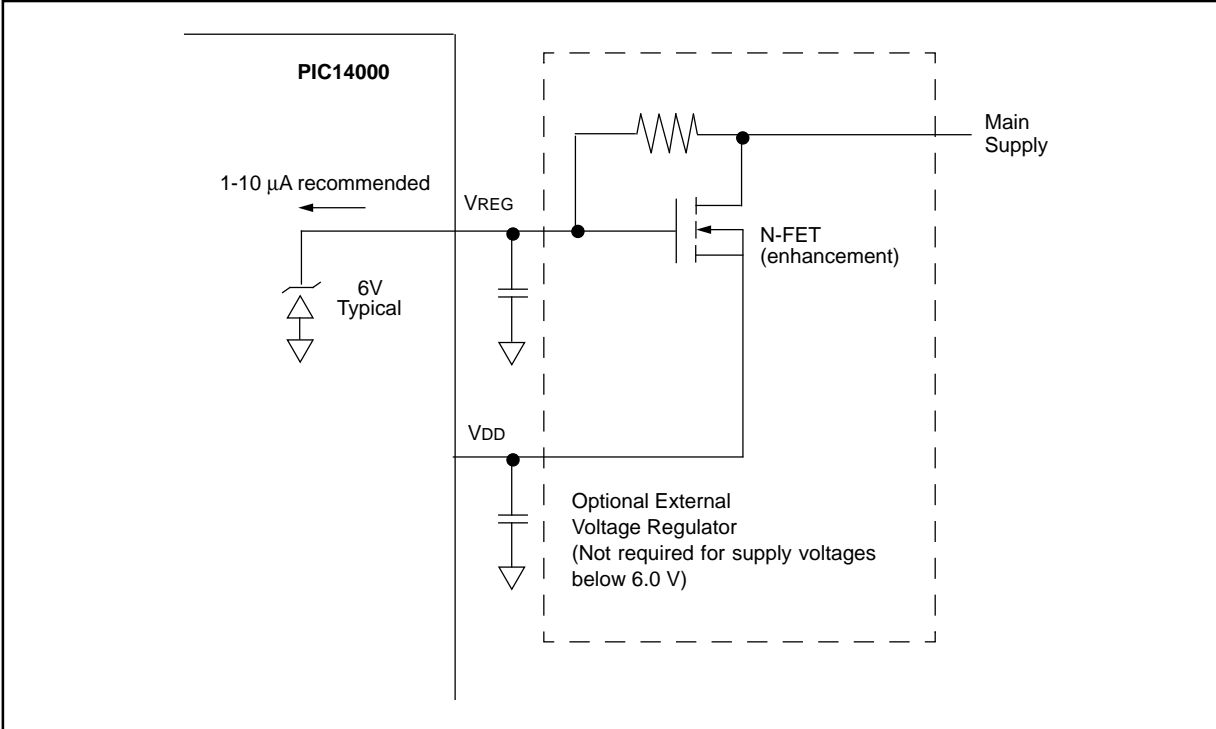 PIC14000
Main
Supply
1-10 μA recommended
VREG
N-FET
(enhancement)
6V
Typical
VDD
Optional External
Voltage Regulator
(Not required for supply voltages
below 6.0 V)